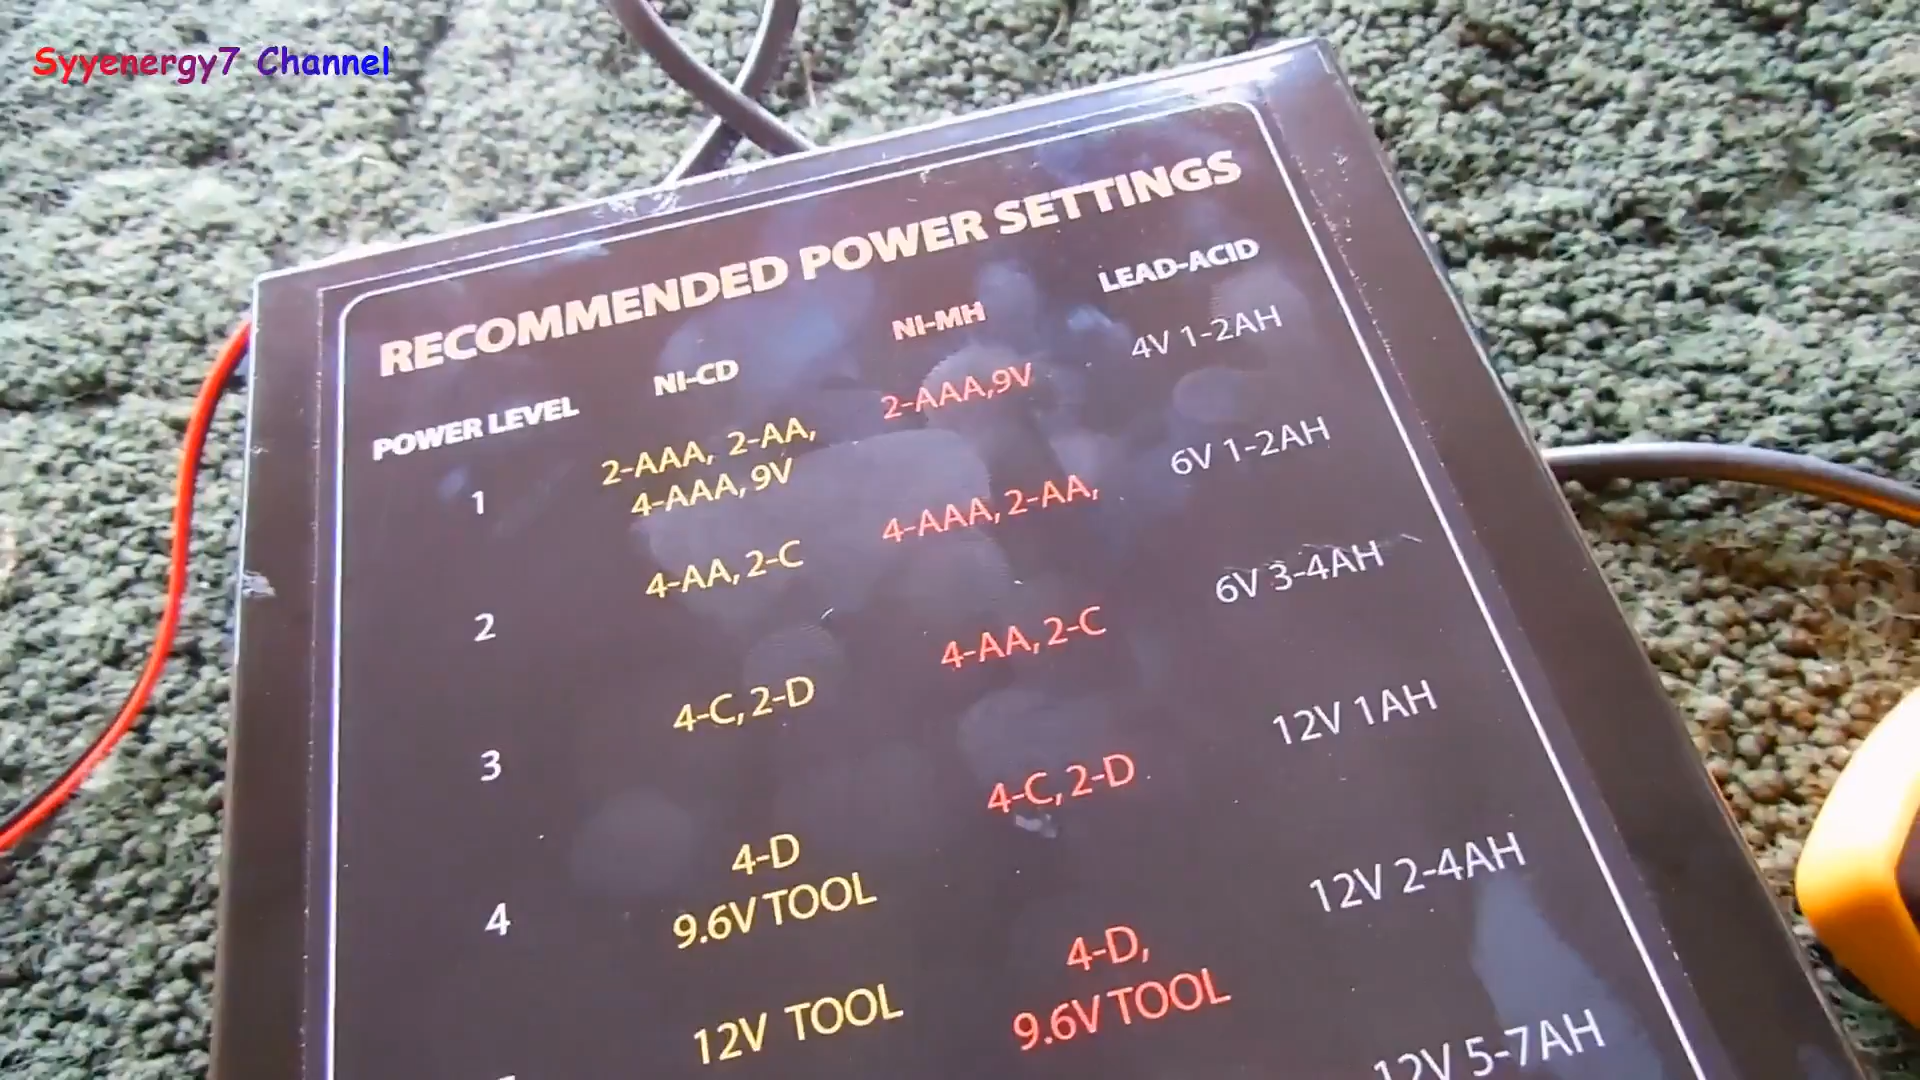 Syyenergy7 Channel
RECOMMENDED POWER SETTINGS
POWER LEVEL NI-CD NI-MH LEAD-ACID
1 2-AAA, 2-AA, 2-AAA,9V 4V 1-2AH
4-AAA, 9V
2 4-AA, 2-C 4-AAA, 2-AA, 6V 1-2AH
3 4-C, 2-D 4-AA, 2-C 6V 3-4AH
4 4-D 4-C, 2-D 12V 1AH
9.6V TOOL
12V TOOL 4-D, 12V 2-4AH
9.6V TOOL
12V 5-7AH